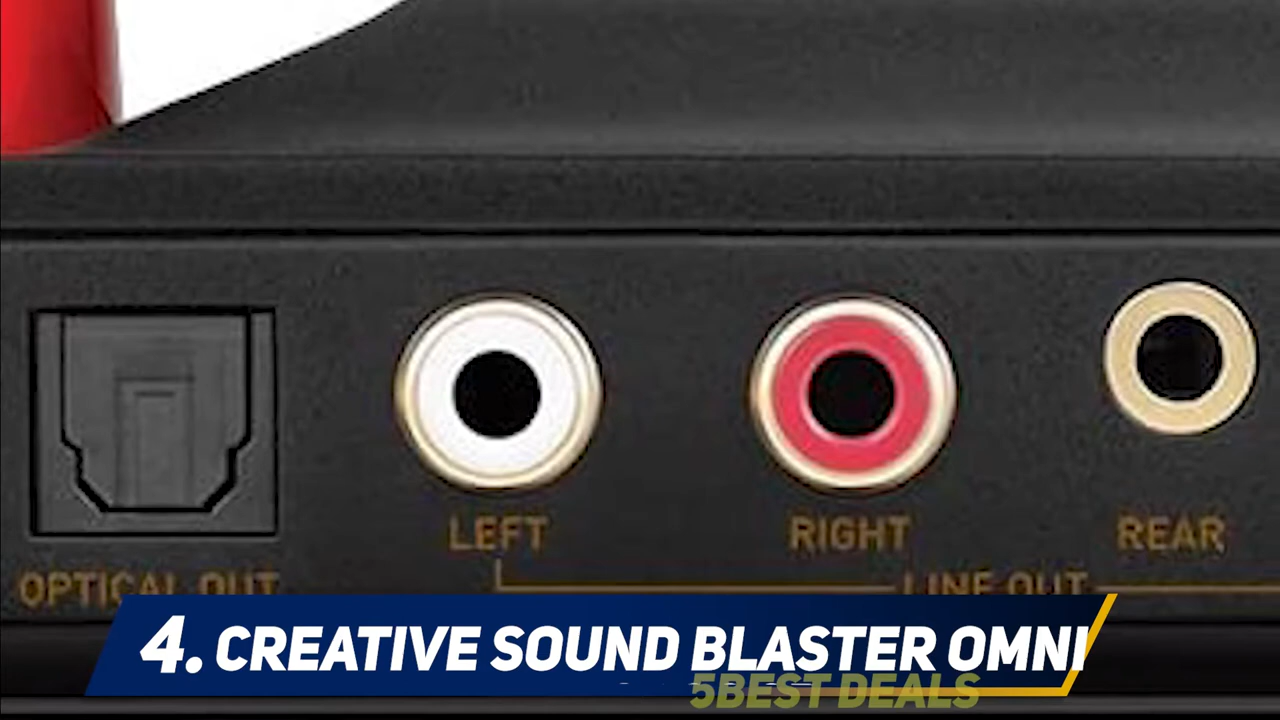 LEFT
RIGHT
REAR
OPTICAL OUT
LINE OUT
4. CREATIVE SOUND BLASTER OMNI
5BEST DEALS